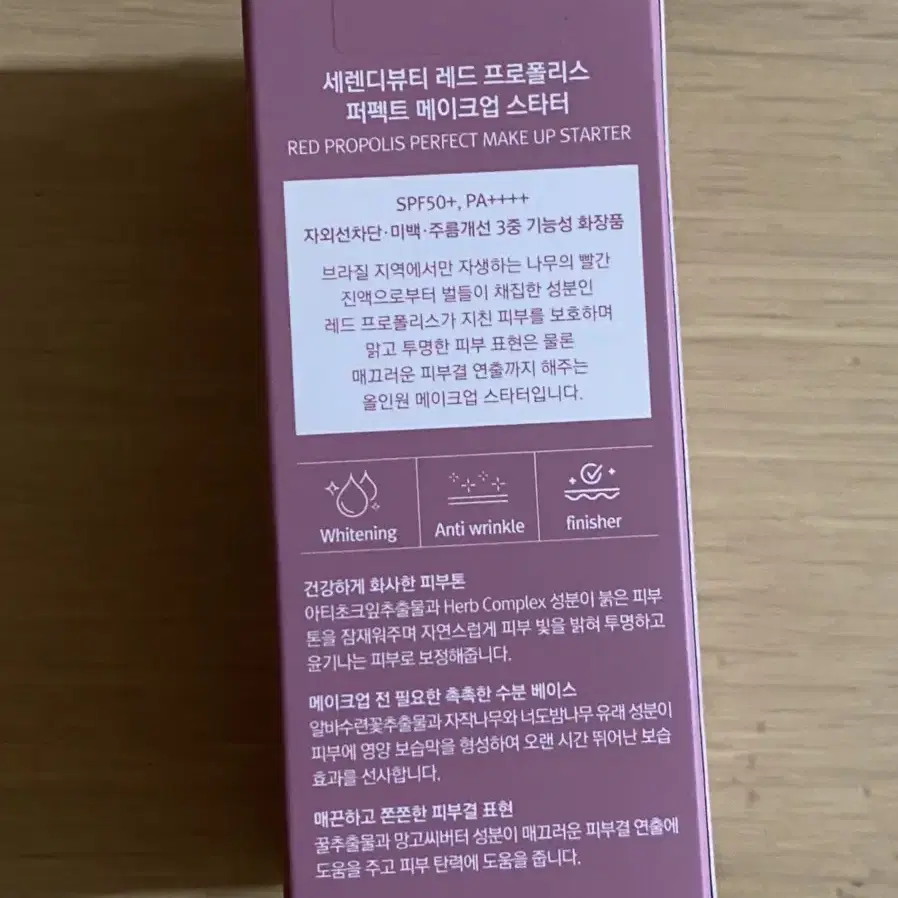 세렌디뷰티 레드 프로폴리스
퍼펙트 메이크업 스타터
RED PROPOLIS PERFECT MAKE UP STARTER
SPF50+, PA++++
자외선차단·미백·주름개선 3중 기능성 화장품
브라질 지역에서만 자생하는 나무의 빨간
진액으로부터 벌들이 채집한 성분인
레드 프로폴리스가 지친 피부를 보호하며
맑고 투명한 피부 표현은 물론
매끄러운 피부결 연출까지 해주는
올인원 메이크업 스타터입니다.
Whitening
Anti wrinkle
finisher
건강하게 화사한 피부톤
아티초크잎추출물과 Herb Complex 성분이 붉은 피부
톤을 잠재워주며 자연스럽게 피부 빛을 밝혀 투명하고
윤기나는 피부로 보정해줍니다.
메이크업 전 필요한 촉촉한 수분 베이스
알바수련꽃추출물과 자작나무와 너도밤나무 유래 성분이
피부에 영양 보습막을 형성하여 오랜 시간 뛰어난 보습
효과를 선사합니다.
매끈하고 쫀쫀한 피부결 표현
꿀추출물과 망고씨버터 성분이 매끄러운 피부결 연출에
도움을 주고 피부 탄력에 도움을 줍니다.